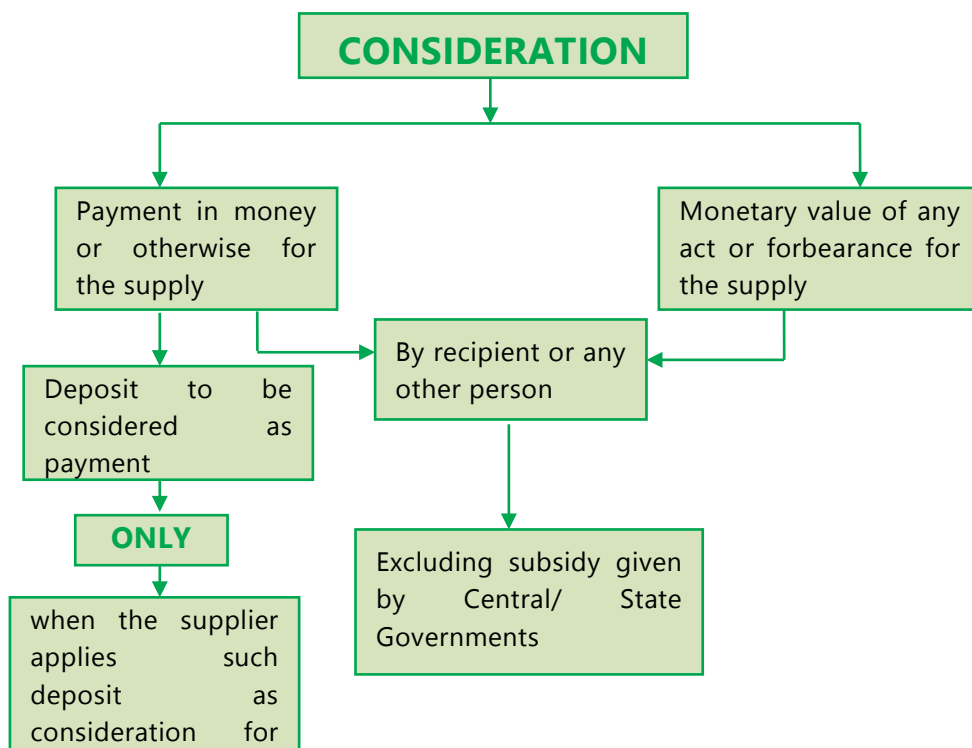 CONSIDERATION
Payment in money
or otherwise for
the supply
Monetary value of any
act or forbearance for
the supply
By recipient or any
other person
Deposit to be
considered as
payment
ONLY
Excluding subsidy given
by Central/ State
Governments
when the supplier
applies such
deposit as
consideration for